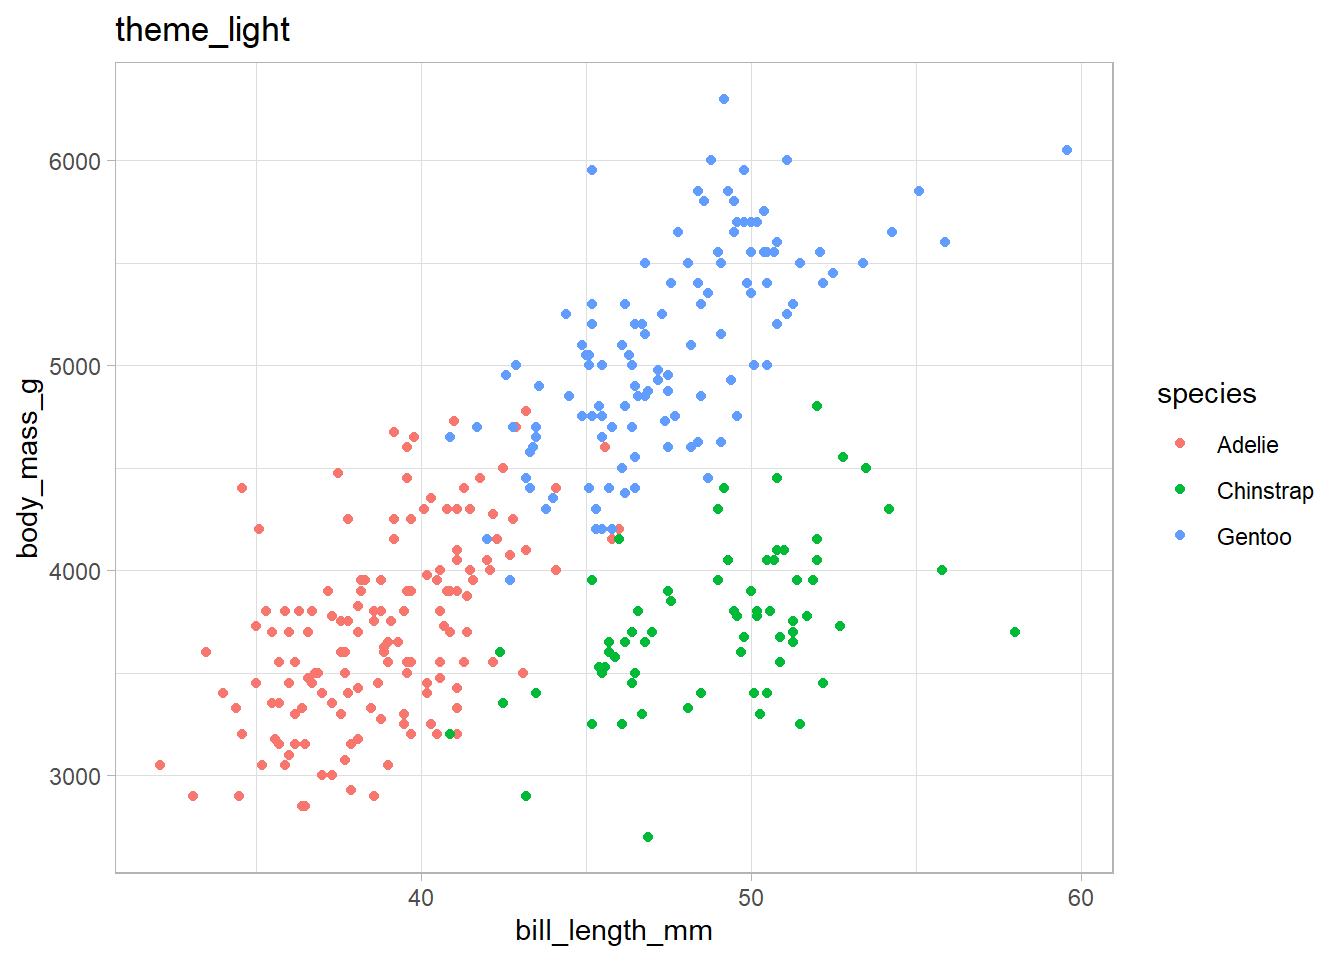 theme_light
6000
5000
4000
3000
body_mass_g
40
50
60
bill_length_mm
species
Adelie
Chinstrap
Gentoo